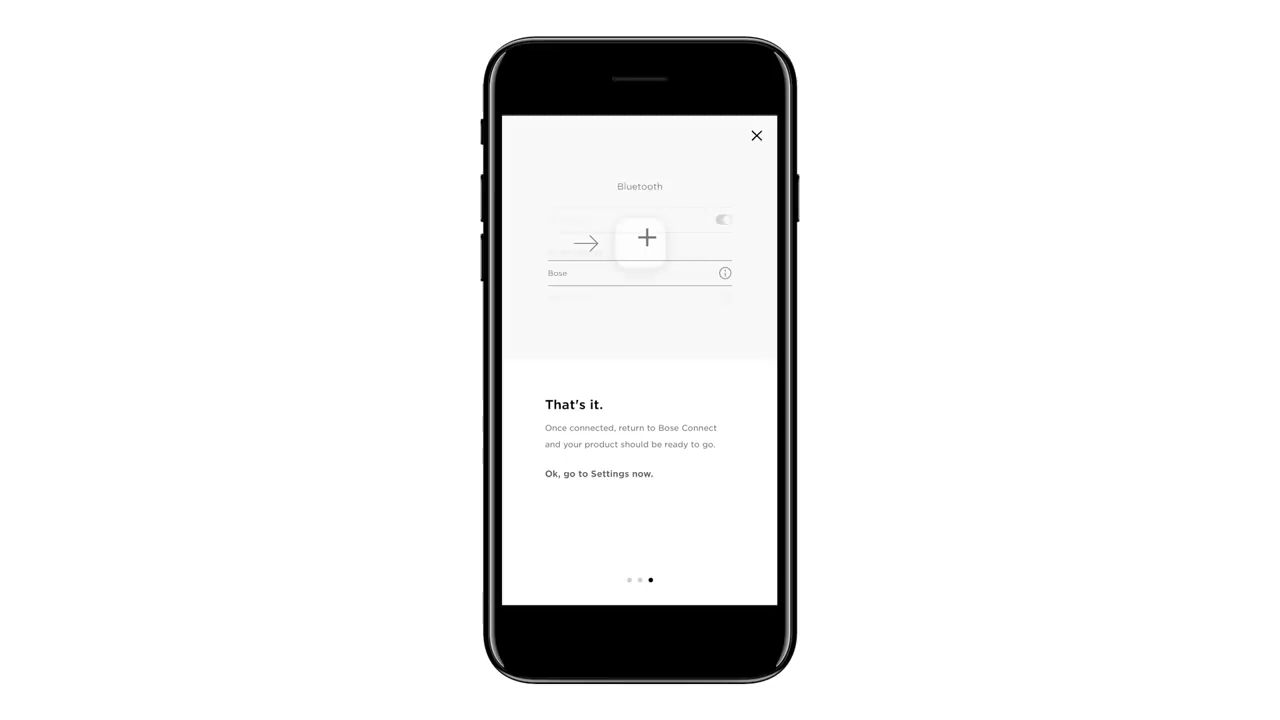 Bluetooth
Bose
That's it.
Once connected, return to Bose Connect
and your product should be ready to go.
Ok, go to Settings now.